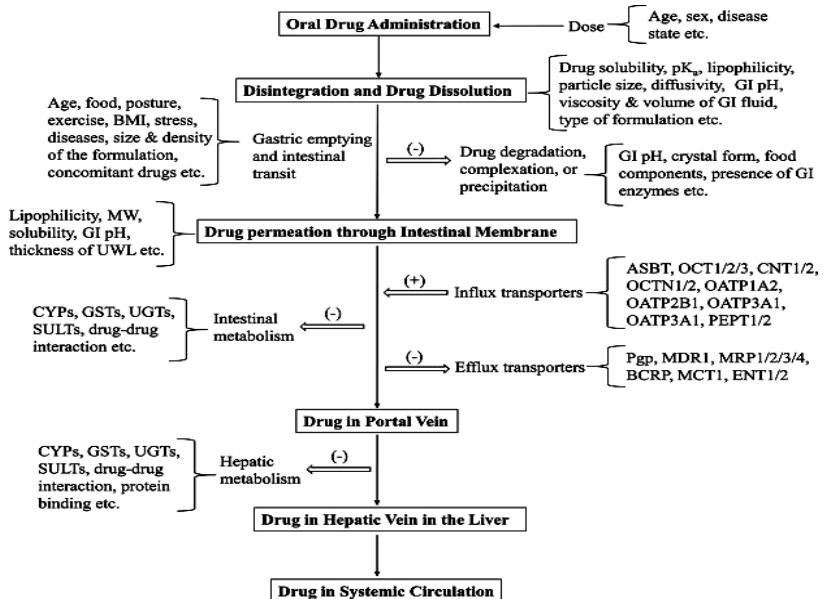 Oral Drug Administration
Dose
Age, sex, disease
state etc.
Disintegration and Drug Dissolution
Drug solubility, pKa, lipophilicity,
particle size, diffusivity, GI pH,
viscosity & volume of GI fluid,
type of formulation etc.
Age, food, posture,
exercise, BMI, stress,
diseases, size & density
of the formulation,
concomitant drugs etc.
Gastric emptying
and intestinal
transit
(-)
Drug degradation,
complexation, or
precipitation
GI pH, crystal form, food
components, presence of GI
enzymes etc.
Lipophilicity, MW,
solubility, GI pH,
thickness of UWL etc.
Drug permeation through Intestinal Membrane
(+)
Influx transporters
ASBT, OCT1/2/3, CNT1/2,
OCTN1/2, OATP1A2,
OATP2B1, OATP3A1,
OATP3A1, PEPT1/2
CYPs, GSTs, UGTs,
SULTs, drug-drug
interaction etc.
Intestinal
metabolism
(-)
(-)
Efflux transporters
Pgp, MDR1, MRP1/2/3/4,
BCRP, MCT1, ENT1/2
Drug in Portal Vein
CYPs, GSTs, UGTs,
SULTs, drug-drug
interaction, protein
binding etc.
Hepatic
metabolism
(-)
Drug in Hepatic Vein in the Liver
Drug in Systemic Circulation